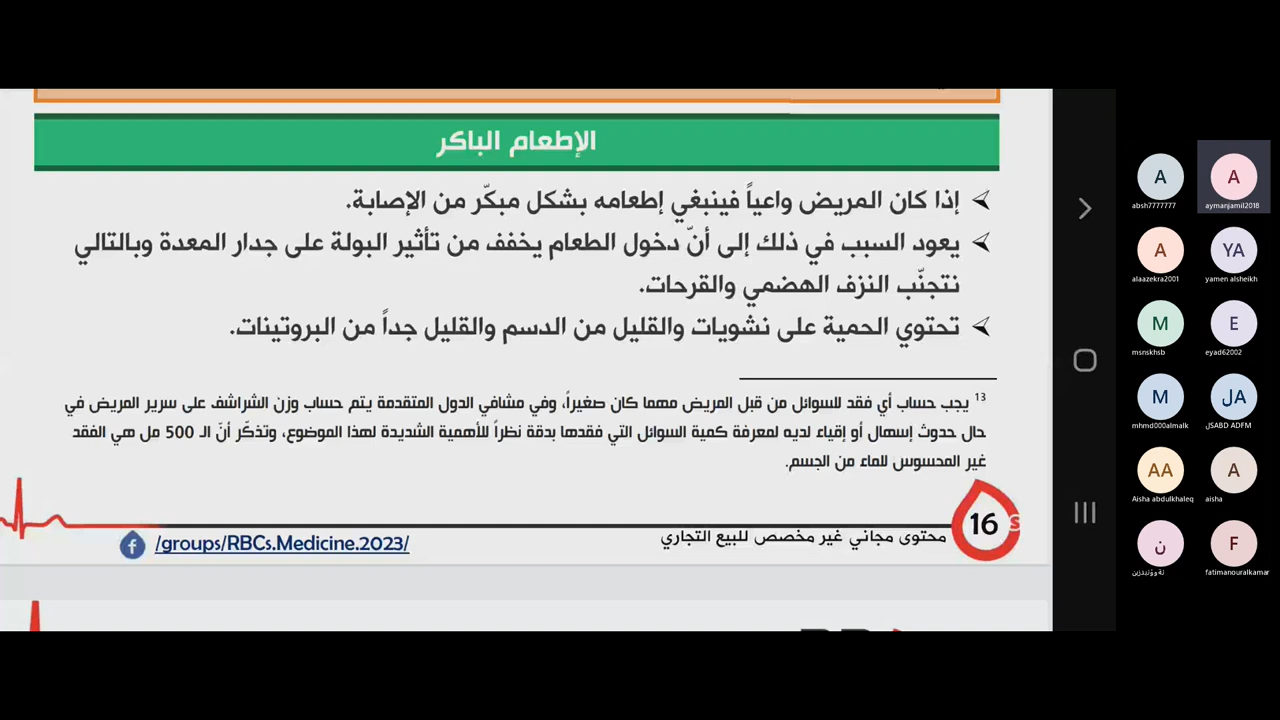 الإطعام الباكر
إذا كان المريض واعياً فينبغي إطعامه بشكل مبكّر من الإصابة.
يعود السبب في ذلك إلى أنّ دخول الطعام يخفف من تأثير البولة على جدار المعدة وبالتالي
نتجنّب النزف الهضمي والقرحات.
تحتوي الحمية على نشويات والقليل من الدسم والقليل جداً من البروتينات.
13 يجب حساب أي فقد للسوائل من قبل المريض مهما كان صغيراً، وفي مشافي الدول المتقدمة يتم حساب وزن الشراشف على سرير المريض في
حال حدوث إسهال أو إقياء لديه لمعرفة كمية السوائل التي فقدها بدقة نظراً للأهمية الشديدة لهذا الموضوع، وتذكّر أنّ الـ 500 مل هي الفقد
غير المحسوس للماء من الجسم.
16
محتوى مجاني غير مخصص للبيع التجاري
/groups/RBCs.Medicine.2023/
A
absh7777777
A
aymanjamil2018
A
alaazekra2001
YA
yamen alsheikh
M
msnskhsb
E
eyad62002
M
mhmd000almalk
JA
JSABD ADFM
AA
Aisha abdulkhaleq
A
aisha
ن
F
fatimanouralkamar